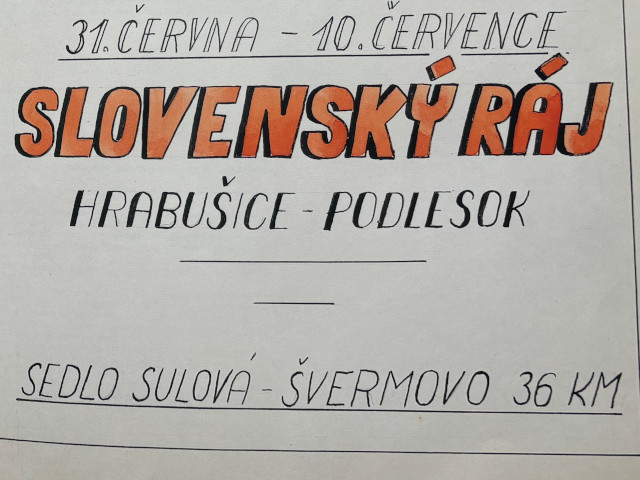 31. ČERVNA - 10. ČERVENCE
SLOVENSKÝ RÁJ
HRABUŠICE - PODLESOK
SEDLO SULOVÁ - ŠVERMOVO 36 KM